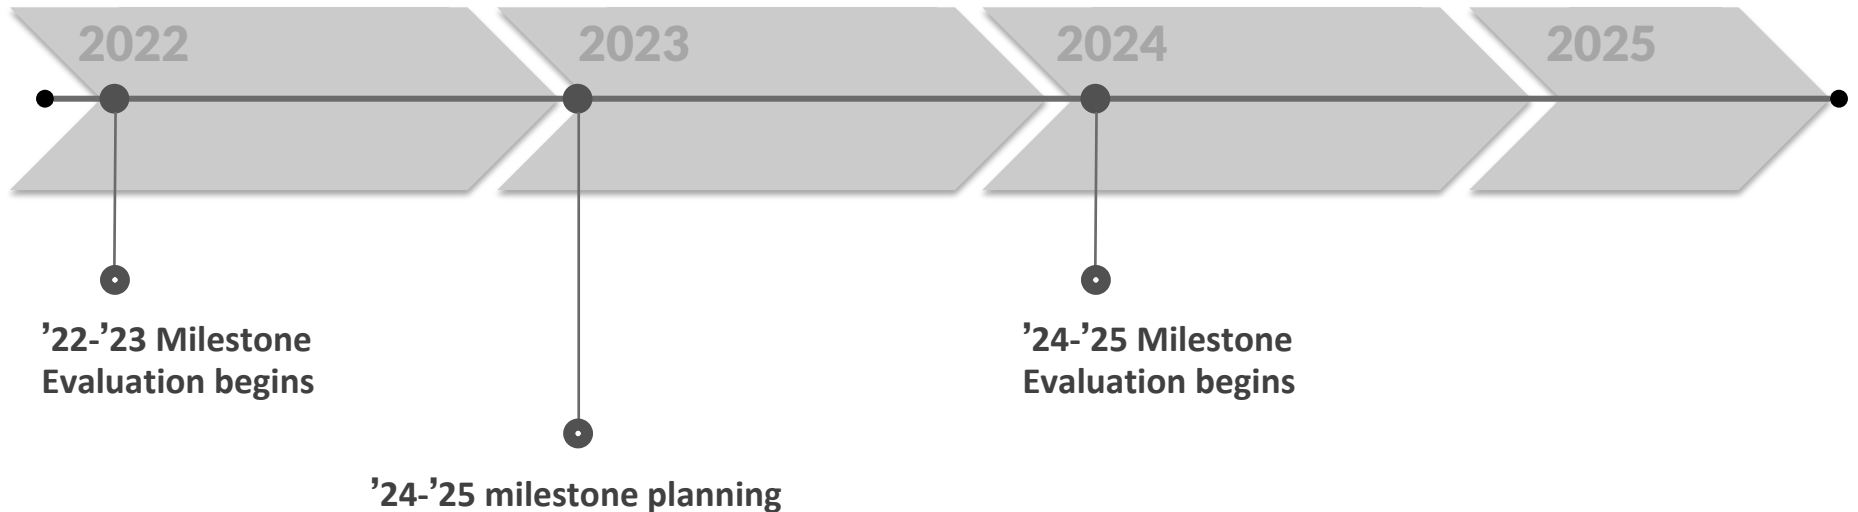 2022
2023
2024
2025
’22-’23 Milestone
Evaluation begins
’24-’25 Milestone
Evaluation begins
’24-’25 milestone planning